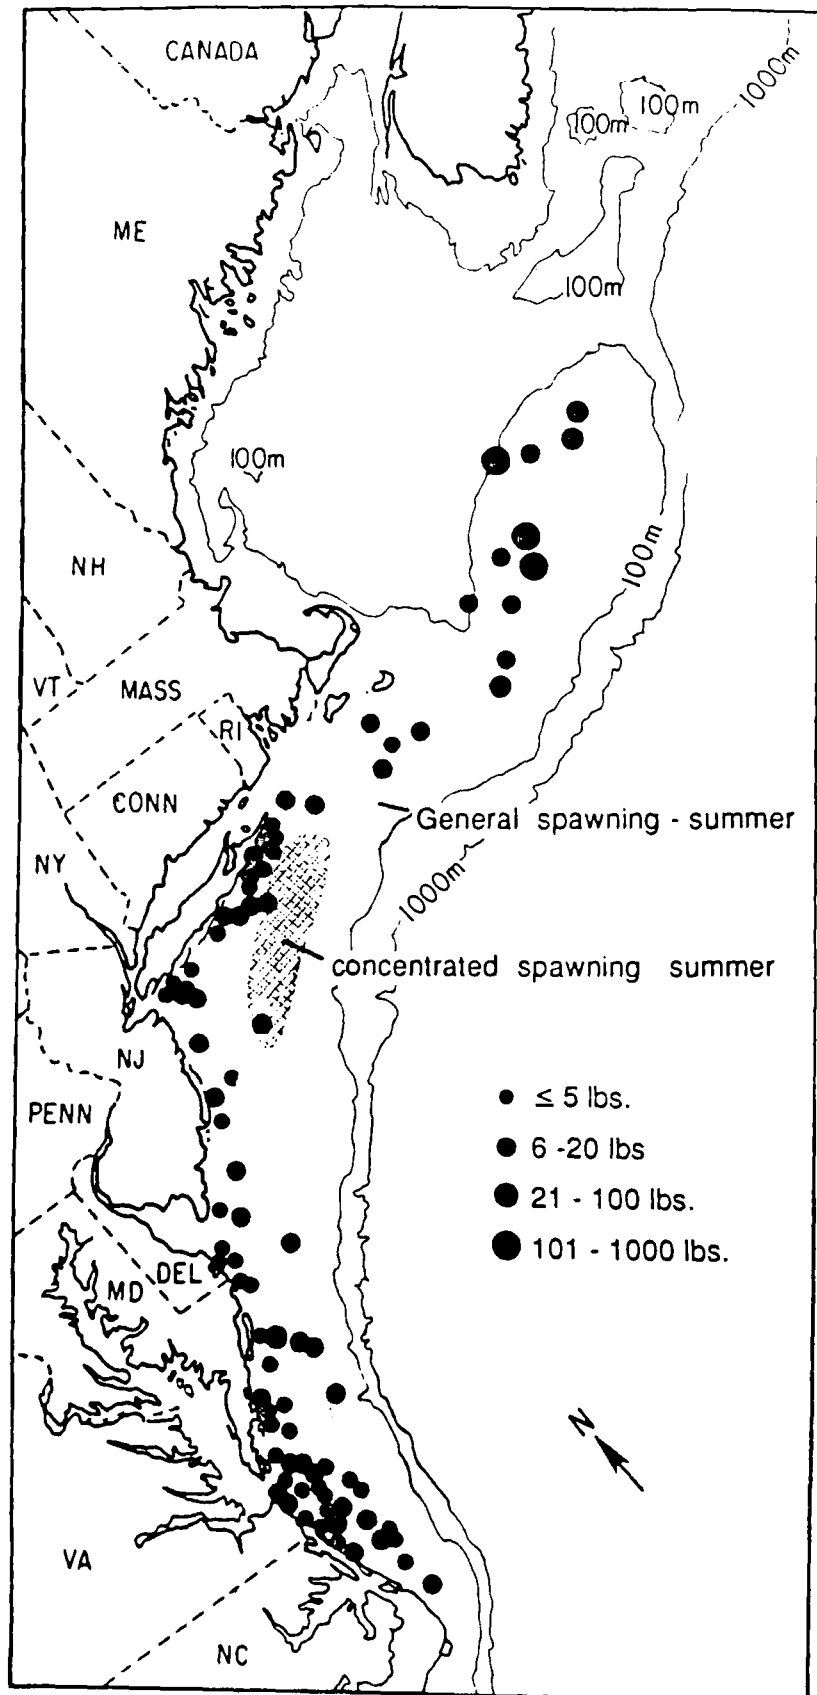 CANADA
1000m
100m
100m
ME
100m
100m
NH
100m
VT
MASS
RI
CONN
General spawning - summer
NY
1000m
concentrated spawning summer
NJ
PENN
≤ 5 lbs.
6 -20 lbs
21 - 100 lbs.
101 - 1000 lbs.
DEL
MD
N
VA
NC